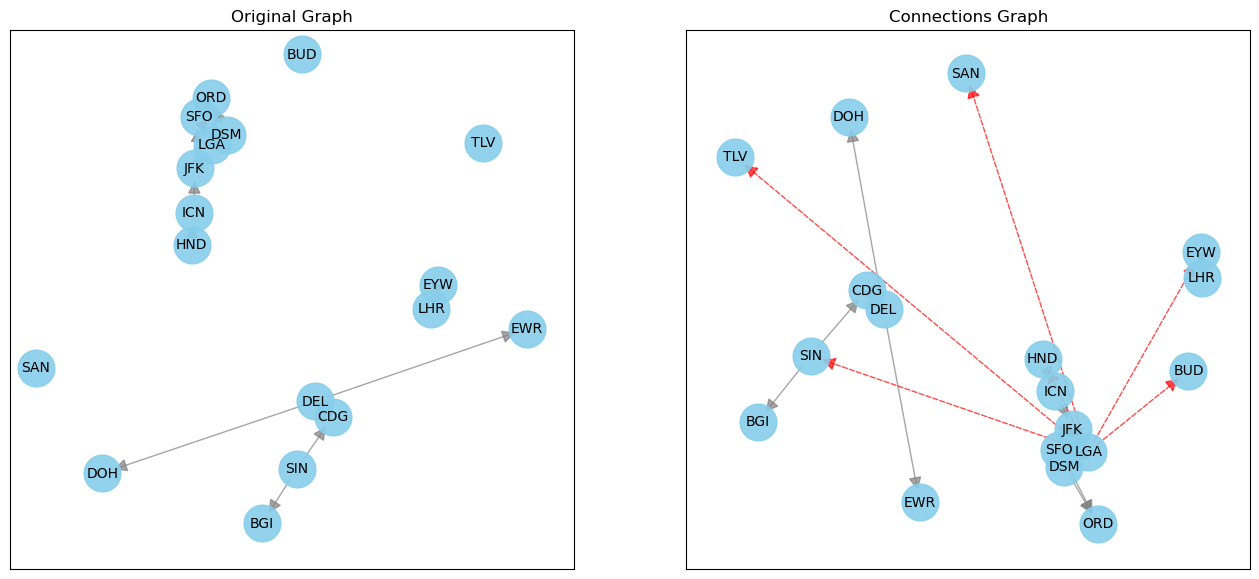 Original Graph
BUD
ORD
SFO
DSM
LGA
TLV
JFK
ICN
HND
EYW
LHR
EWR
SAN
DEL
CDG
DOH
SIN
BGI
Connections Graph
SAN
DOH
TLV
EYW
LHR
CDG
DEL
SIN
HND
BUD
ICN
BGI
JFK
SFO
LGA
DSM
EWR
ORD